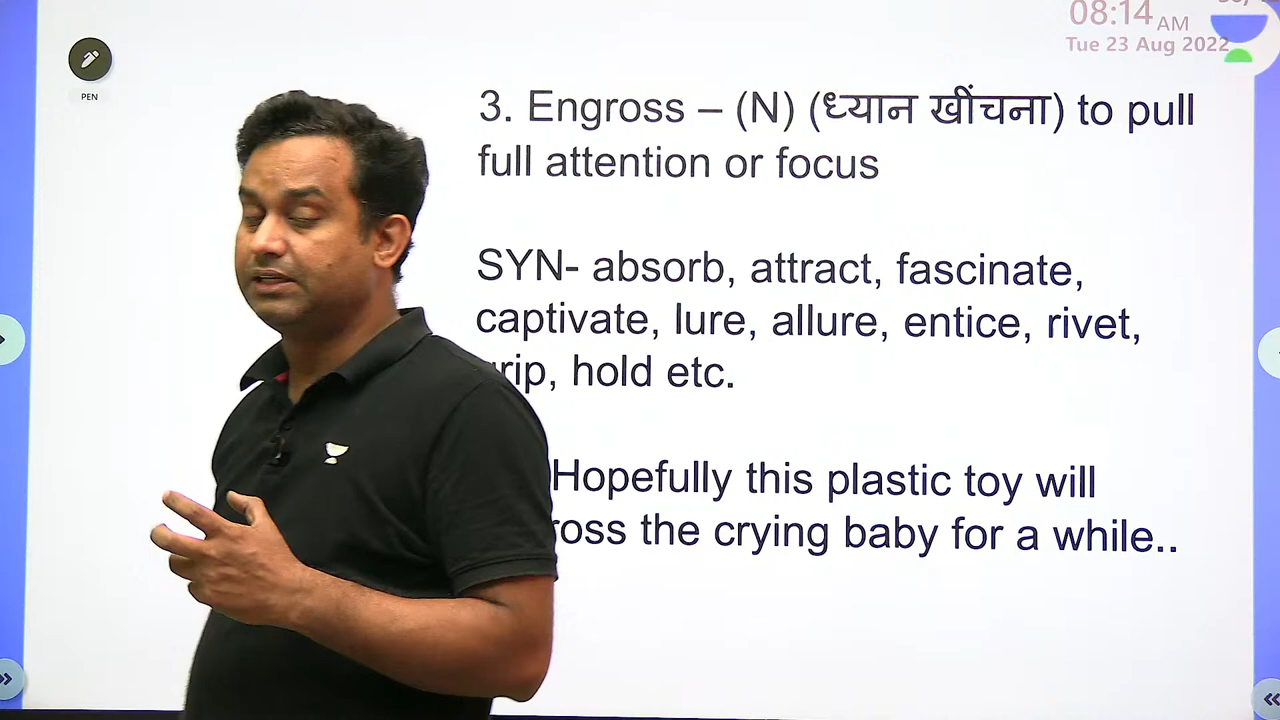 08:14 AM
Tue 23 Aug 2022
PEN
3. Engross – (N) (ध्यान खींचना) to pull
full attention or focus
SYN- absorb, attract, fascinate,
captivate, lure, allure, entice, rivet,
hold etc.
Hopefully this plastic toy will
the crying baby for a while..